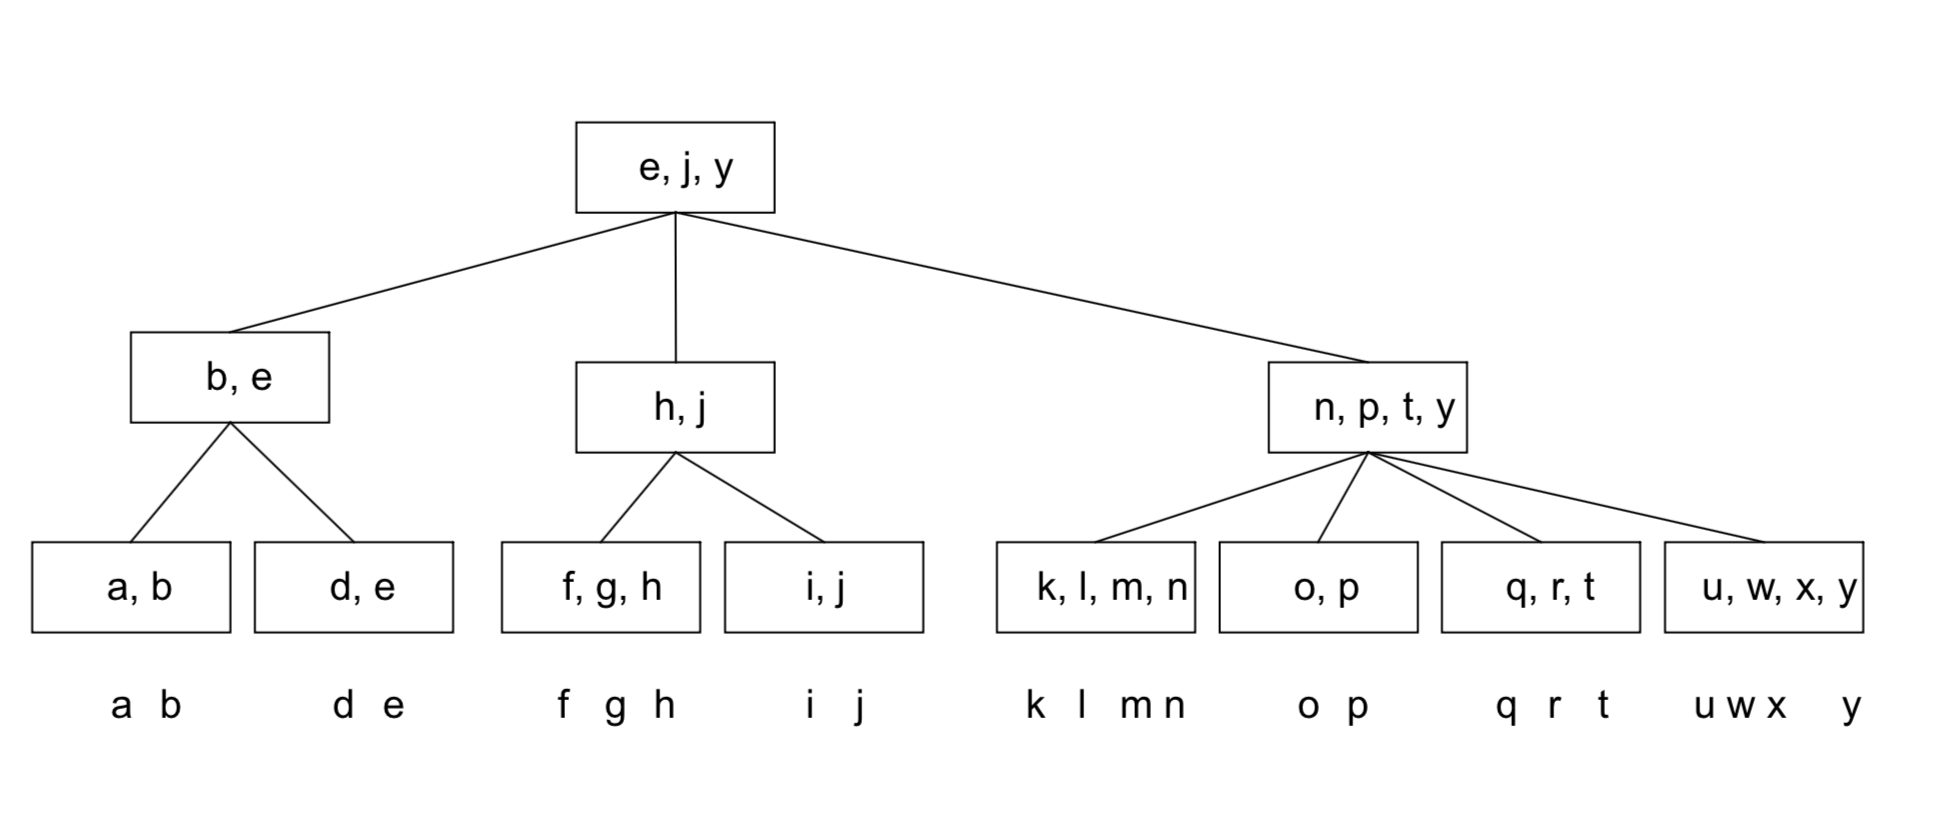 e, j, y
b, e
h, j
n, p, t, y
a, b
d, e
f, g, h
i, j
k, l, m, n
o, p
q, r, t
u, w, x, y
a b d e f g h i j k l m n o p q r t u w x y